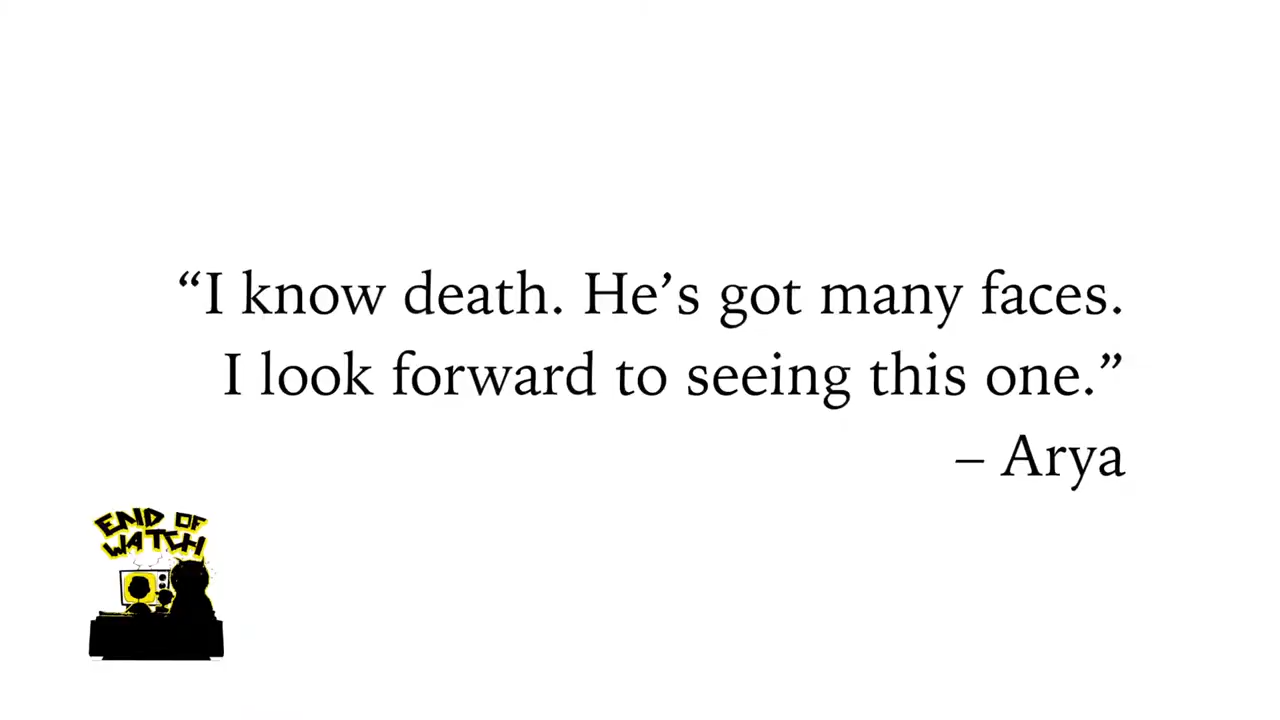 “I know death. He’s got many faces.
I look forward to seeing this one.”
– Arya
END OF
WATCH